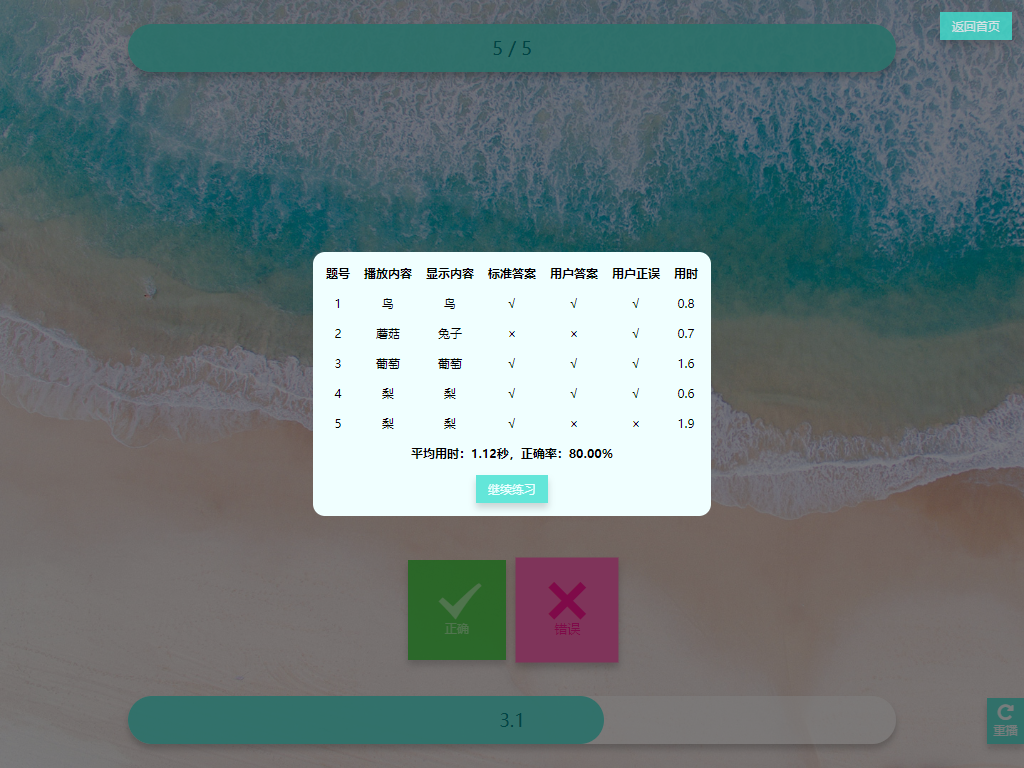 返回首页
5 / 5
题号 播放内容 显示内容 标准答案 用户答案 用户正误 用时
1 鸟 鸟 √ √ √ 0.8
2 蘑菇 兔子 × × √ 0.7
3 葡萄 葡萄 √ √ √ 1.6
4 梨 梨 √ √ √ 0.6
5 梨 梨 √ × × 1.9
平均用时：1.12秒，正确率：80.00%
继续练习
正确 错误
3.1
重播